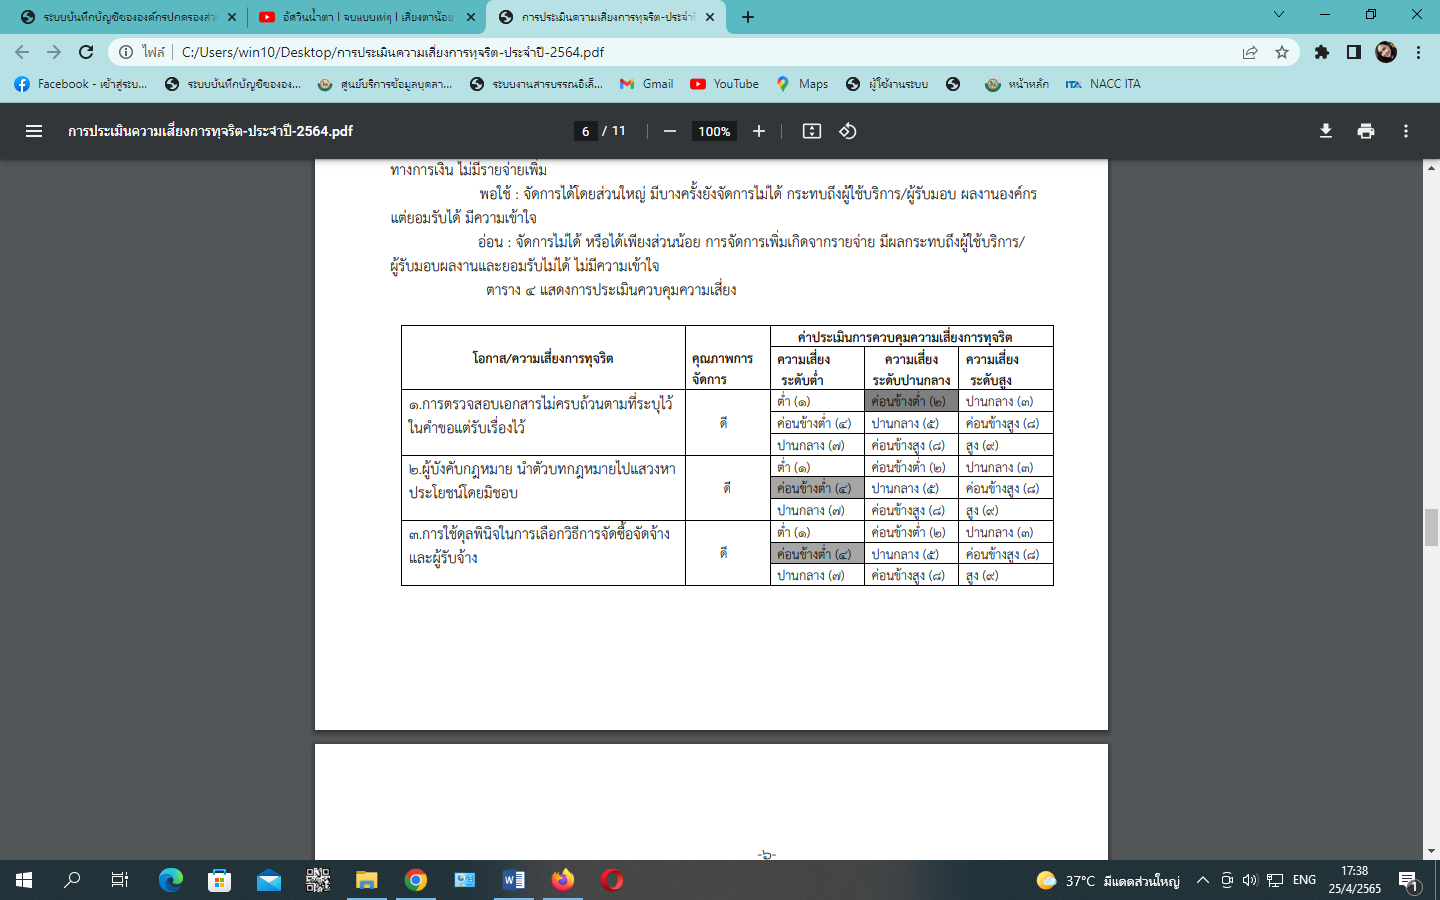 ระบบบันทึกบัญชีขององค์กรปกครองส่วน
อัศวินน้ำตา l จบแบบเท่ๆ l เสียงตาน้อย
การประเมินความเสี่ยงการทุจริต-ประจำปี
ไฟล์
C:/Users/win10/Desktop/การประเมินความเสี่ยงการทุจริต-ประจำปี-2564.pdf
Facebook - เข้าสู่ระบ...
ระบบบันทึกบัญชีขออง...
ศูนย์บริการข้อมูลบุคลา...
ระบบงานสารบรรณอิเล็...
Gmail
YouTube
Maps
ผู้ใช้งานระบบ
หน้าหลัก
ITA NACC ITA
การประเมินความเสี่ยงการทุจริต-ประจำปี-2564.pdf
6 / 11
100%
ทางการเงิน ไม่มีรายจ่ายเพิ่ม
พอใช้ : จัดการได้โดยส่วนใหญ่ มีบางครั้งยังจัดการไม่ได้ กระทบถึงผู้ใช้บริการ/ผู้รับมอบ ผลงานองค์กร
แต่ยอมรับได้ มีความเข้าใจ
อ่อน : จัดการไม่ได้ หรือได้เพียงส่วนน้อย การจัดการเพิ่มเกิดจากรายจ่าย มีผลกระทบถึงผู้ใช้บริการ/
ผู้รับมอบผลงานและยอมรับไม่ได้ ไม่มีความเข้าใจ
ตาราง ๔ แสดงการประเมินควบคุมความเสี่ยง
โอกาส/ความเสี่ยงการทุจริต
คุณภาพการ
จัดการ
ค่าประเมินการควบคุมความเสี่ยงการทุจริต
ความเสี่ยง
ระดับต่ำ
ความเสี่ยง
ระดับปานกลาง
ความเสี่ยง
ระดับสูง
๑.การตรวจสอบเอกสารไม่ครบถ้วนตามที่ระบุไว้
ในคำขอแต่รับเรื่องไว้
ดี
ต่ำ (๑) ค่อนข้างต่ำ (๒) ปานกลาง (๓)
ค่อนข้างต่ำ (๔) ปานกลาง (๕) ค่อนข้างสูง (๘)
ปานกลาง (๗) ค่อนข้างสูง (๘) สูง (๙)
๒.ผู้บังคับกฎหมาย นำตัวบทกฎหมายไปแสวงหา
ประโยชน์โดยมิชอบ
ดี
ต่ำ (๑) ค่อนข้างต่ำ (๒) ปานกลาง (๓)
ค่อนข้างต่ำ (๔) ปานกลาง (๕) ค่อนข้างสูง (๘)
ปานกลาง (๗) ค่อนข้างสูง (๘) สูง (๙)
๓.การใช้ดุลพินิจในการเลือกวิธีการจัดซื้อจัดจ้าง
และผู้รับจ้าง
ดี
ต่ำ (๑) ค่อนข้างต่ำ (๒) ปานกลาง (๓)
ค่อนข้างต่ำ (๔) ปานกลาง (๕) ค่อนข้างสูง (๘)
ปานกลาง (๗) ค่อนข้างสูง (๘) สูง (๙)
-๖-
37°C มีแดดส่วนใหญ่
ENG
17:38
25/4/2565
1